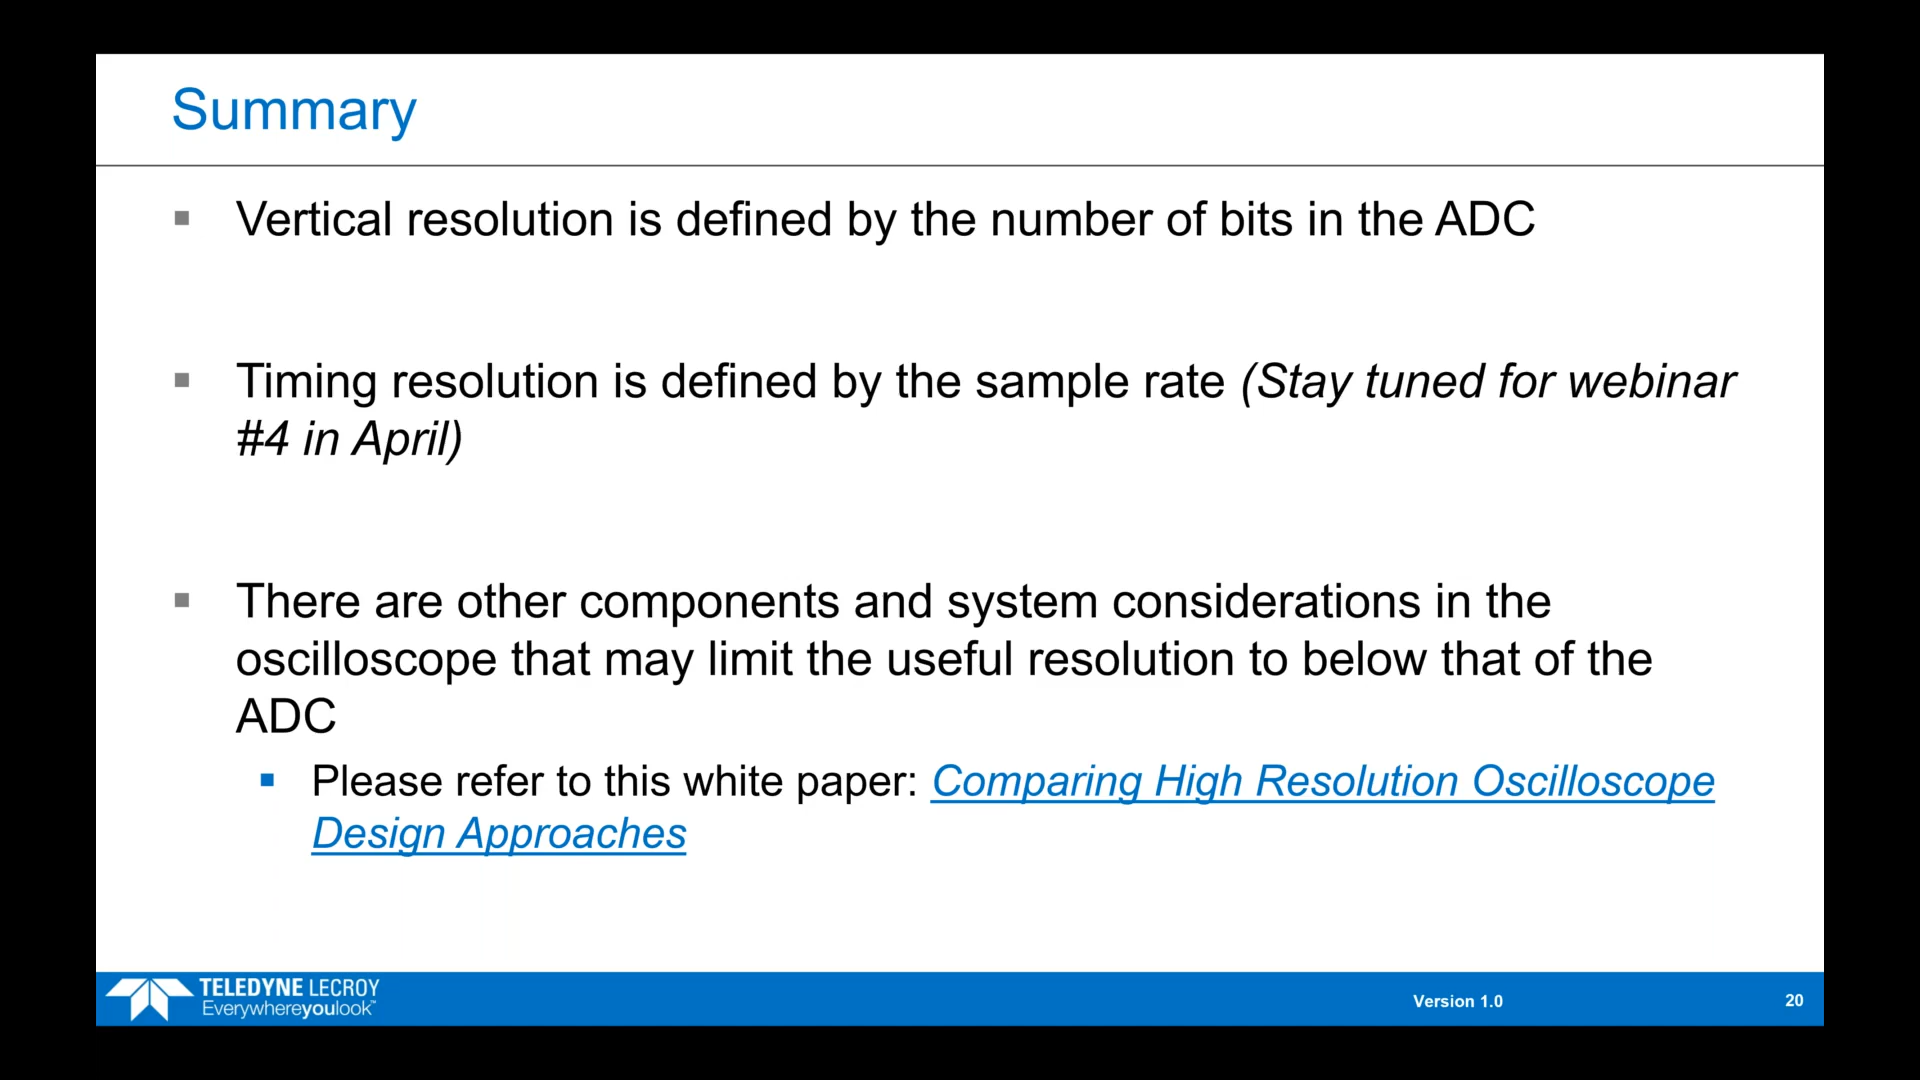 Summary
Vertical resolution is defined by the number of bits in the ADC
Timing resolution is defined by the sample rate (Stay tuned for webinar
#4 in April)
There are other components and system considerations in the
oscilloscope that may limit the useful resolution to below that of the
ADC
Please refer to this white paper: Comparing High Resolution Oscilloscope
Design Approaches
TELEDYNE LECROY
Everywhereyoulook™
Version 1.0
20